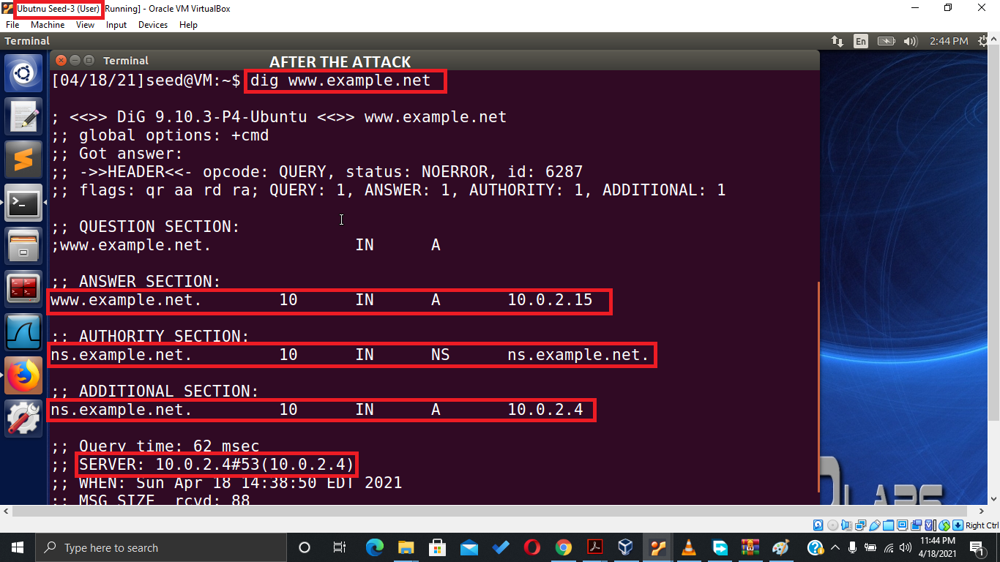 Ubutnu Seed-3 (User) [Running] - Oracle VM VirtualBox
File Machine View Input Devices Help
Terminal En 2:44 PM
Terminal AFTER THE ATTACK
[04/18/21]seed@VM:~$ dig www.example.net
; <<>> DiG 9.10.3-P4-Ubuntu <<>> www.example.net
;; global options: +cmd
;; Got answer:
;; ->>HEADER<<- opcode: QUERY, status: NOERROR, id: 6287
;; flags: qr aa rd ra; QUERY: 1, ANSWER: 1, AUTHORITY: 1, ADDITIONAL: 1
;; QUESTION SECTION:
;www.example.net. IN A
;; ANSWER SECTION:
www.example.net. 10 IN A 10.0.2.15
;; AUTHORITY SECTION:
ns.example.net. 10 IN NS ns.example.net.
;; ADDITIONAL SECTION:
ns.example.net. 10 IN A 10.0.2.4
;; Query time: 62 msec
;; SERVER: 10.0.2.4#53(10.0.2.4)
;; WHEN: Sun Apr 18 14:38:50 EDT 2021
;; MSG SIZE rcvd: 88
Right Ctrl
Type here to search
11:44 PM
4/18/2021
1